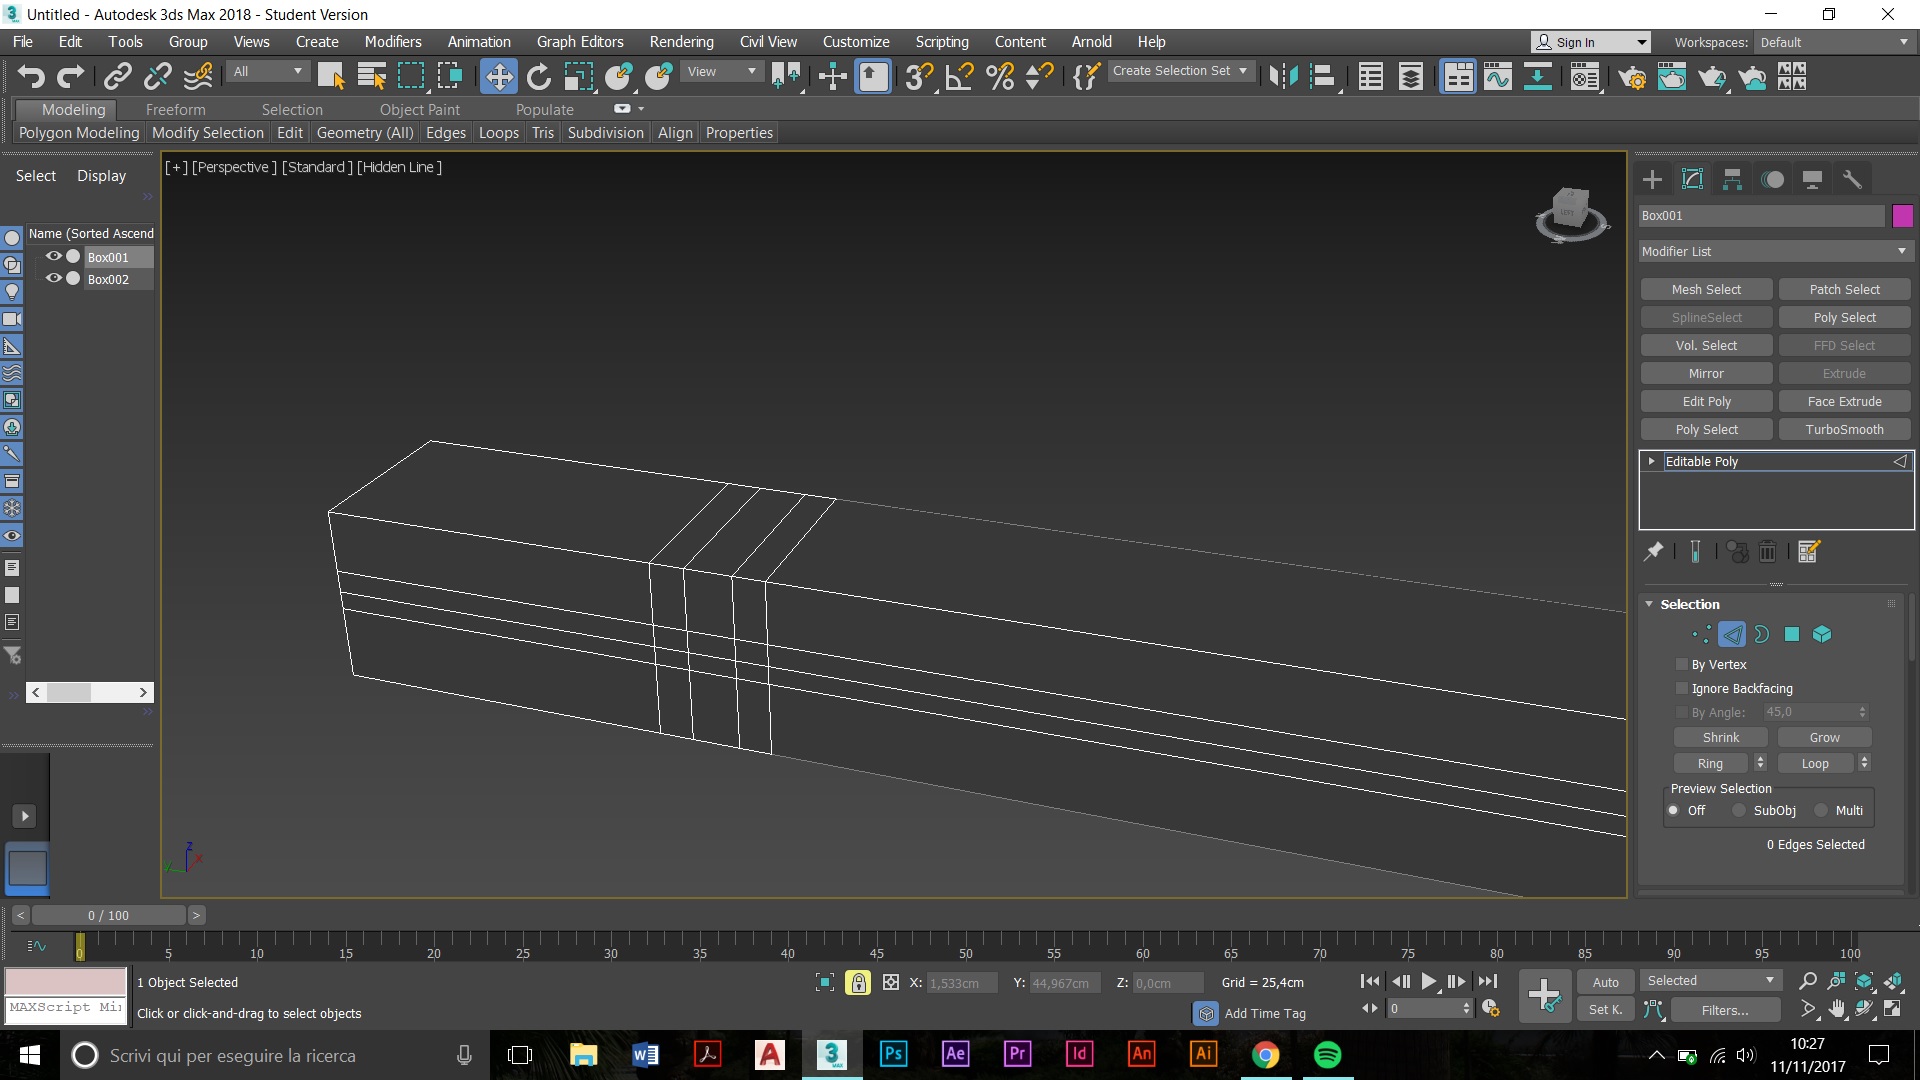 Untitled - Autodesk 3ds Max 2018 - Student Version
File Edit Tools Group Views Create Modifiers Animation Graph Editors Rendering Civil View Customize Scripting Content Arnold Help
Sign In
Workspaces: Default
All
View
Create Selection Set
Modeling Freeform Selection Object Paint Populate
Polygon Modeling Modify Selection Edit Geometry (All) Edges Loops Tris Subdivision Align Properties
[+] [Perspective ] [Standard ] [Hidden Line ]
Select Display
Name (Sorted Ascend
Box001
Box002
Box001
Modifier List
Mesh Select Patch Select
SplineSelect Poly Select
Vol. Select FFD Select
Mirror Extrude
Edit Poly Face Extrude
Poly Select TurboSmooth
Editable Poly
Selection
By Vertex
Ignore Backfacing
By Angle: 45,0
Shrink Grow
Ring Loop
Preview Selection
Off SubObj Multi
0 Edges Selected
z
x
y
< 0 / 100 >
0 5 10 15 20 25 30 35 40 45 50 55 60 65 70 75 80 85 90 95 100
1 Object Selected
X: 1,533cm Y: 44,967cm Z: 0,0cm Grid = 25,4cm
Auto Selected
MAXScript Mi
Click or click-and-drag to select objects
Add Time Tag
0
Set K. Filters...
Scrivi qui per eseguire la ricerca
Ps Ae Pr Id An Ai
10:27
11/11/2017